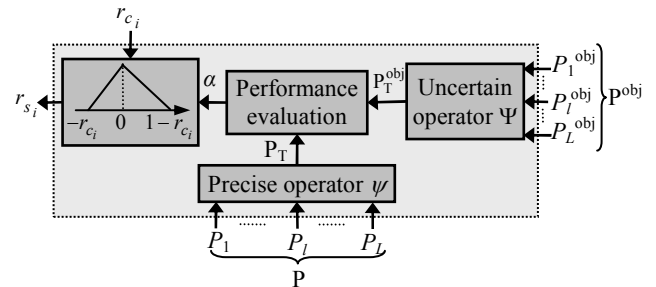 r_{c_i}
r_{s_i}
−r_{c_i} 0 1 − r_{c_i}
α
Performance
evaluation
P_T^{obj}
Uncertain
operator Ψ
P_1^{obj}
P_l^{obj}
P_L^{obj}
P^{obj}
P_T
Precise operator ψ
........ ........
P_1 P_l P_L
P